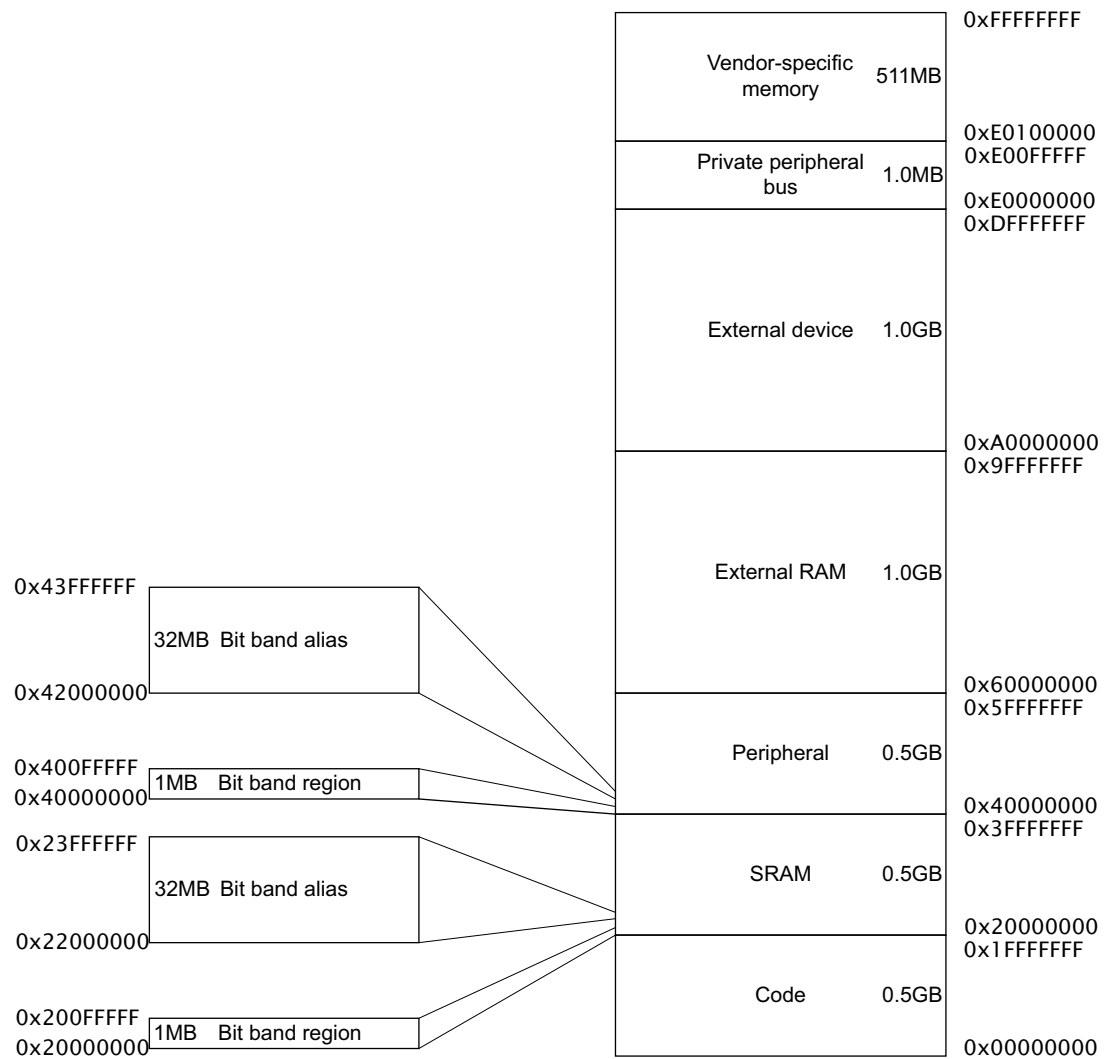 0xFFFFFFFF
Vendor-specific
memory
511MB
0xE0100000
0xE00FFFFF
Private peripheral
bus
1.0MB
0xE0000000
0xDFFFFFFF
External device 1.0GB
0xA0000000
0x9FFFFFFF
External RAM 1.0GB
0x43FFFFFF
32MB Bit band alias
0x42000000
0x60000000
0x5FFFFFFF
Peripheral 0.5GB
0x400FFFFF
1MB Bit band region
0x40000000
0x40000000
0x3FFFFFFF
0x23FFFFFF
32MB Bit band alias
SRAM 0.5GB
0x22000000
0x20000000
0x1FFFFFFF
Code 0.5GB
0x200FFFFF
1MB Bit band region
0x20000000
0x00000000